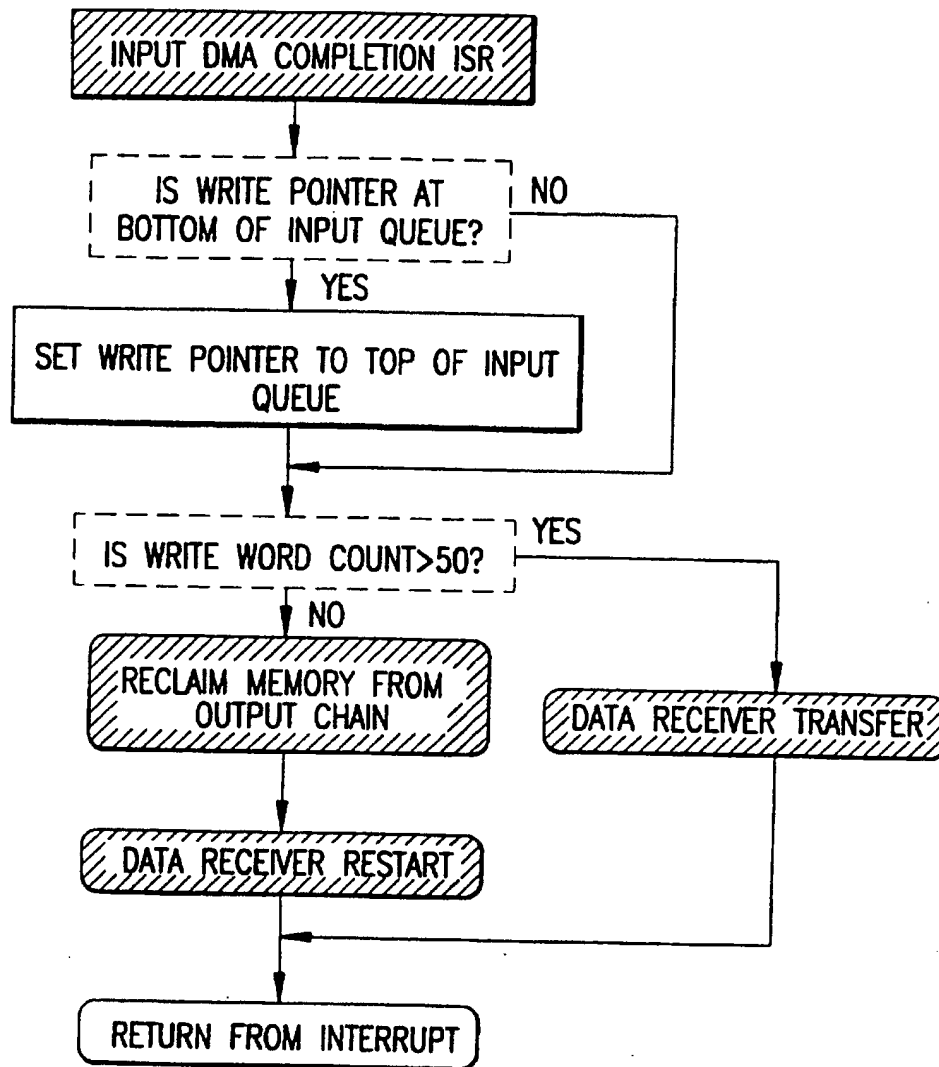 INPUT DMA COMPLETION ISR
IS WRITE POINTER AT
BOTTOM OF INPUT QUEUE?
NO
YES
SET WRITE POINTER TO TOP OF INPUT
QUEUE
IS WRITE WORD COUNT>50?
YES
NO
RECLAIM MEMORY FROM
OUTPUT CHAIN
DATA RECEIVER TRANSFER
DATA RECEIVER RESTART
RETURN FROM INTERRUPT